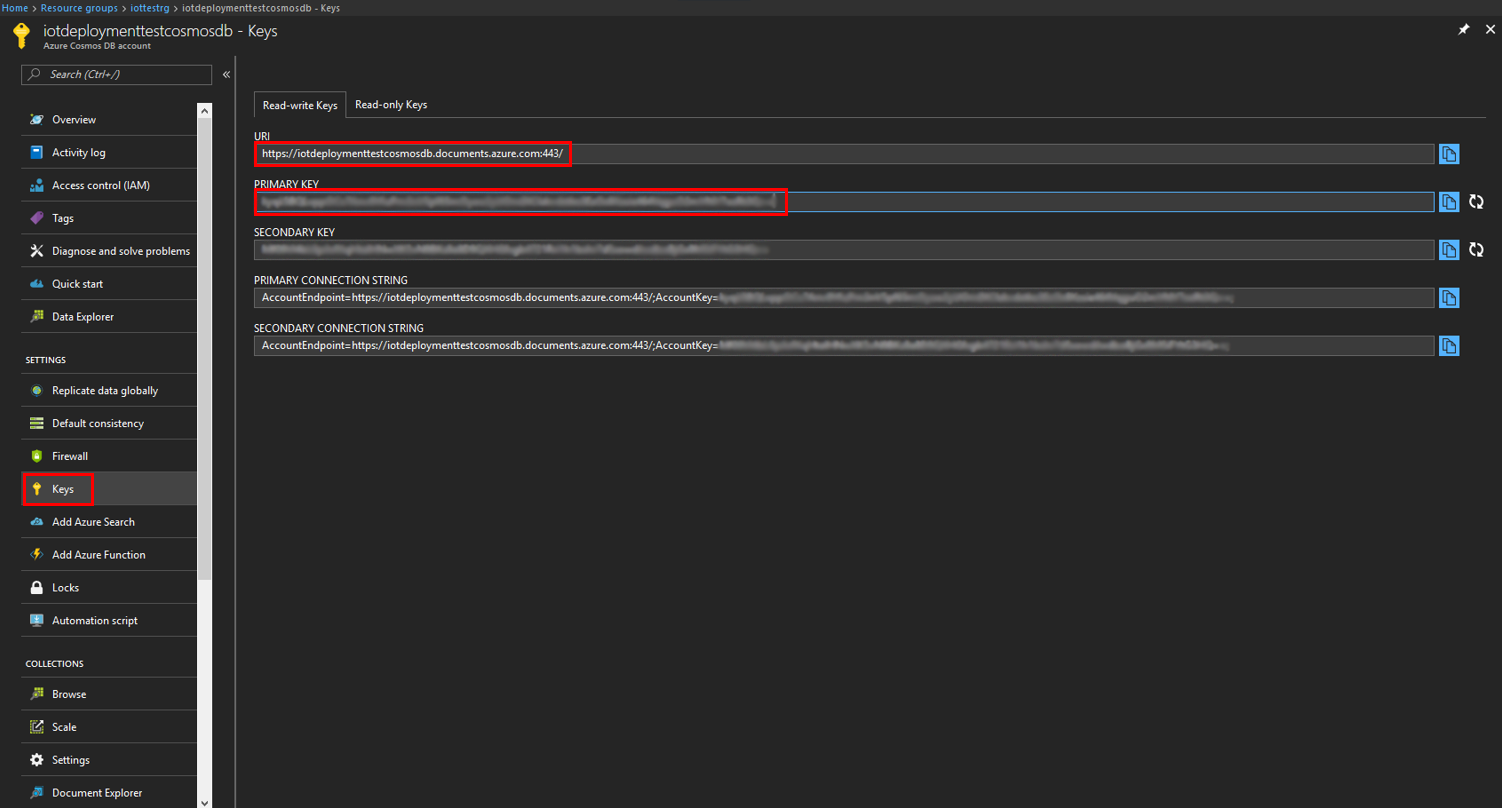 Home > Resource groups > iottestrg > iotdeploymenttestcosmosdb - Keys
iotdeploymenttestcosmosdb - Keys
Azure Cosmos DB account
Search (Ctrl+/)
Overview
Activity log
Access control (IAM)
Tags
Diagnose and solve problems
Quick start
Data Explorer
SETTINGS
Replicate data globally
Default consistency
Firewall
Keys
Add Azure Search
Add Azure Function
Locks
Automation script
COLLECTIONS
Browse
Scale
Settings
Document Explorer
Read-write Keys Read-only Keys
URI
https://iotdeploymenttestcosmosdb.documents.azure.com:443/
PRIMARY KEY
SECONDARY KEY
PRIMARY CONNECTION STRING
AccountEndpoint=https://iotdeploymenttestcosmosdb.documents.azure.com:443/;AccountKey=
SECONDARY CONNECTION STRING
AccountEndpoint=https://iotdeploymenttestcosmosdb.documents.azure.com:443/;AccountKey=